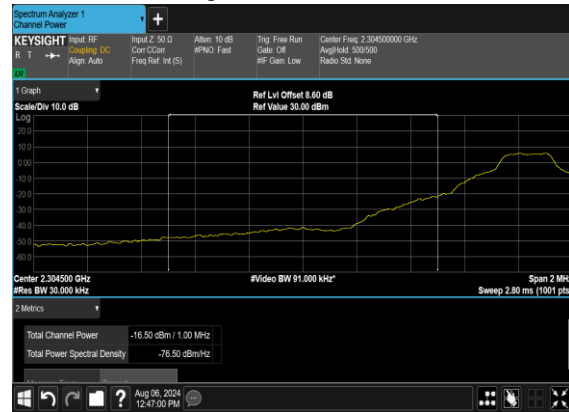 Spectrum Analyzer 1
Channel Power
+
KEYSIGHT Input: RF Input Z: 50 Ω Atten: 10 dB Trig: Free Run Center Freq: 2.304500000 GHz
R T Coupling: DC Corr CCorr #PNO: Fast Gate: Off Avg|Hold: 500/500
Align: Auto Freq Ref: Int (S) #IF Gain: Low Radio Std: None
1 Graph Ref Lvl Offset 8.60 dB
Scale/Div 10.0 dB Ref Value 30.00 dBm
Log
20.0
10.0
0.00
-10.0
-20.0
-30.0
-40.0
-50.0
-60.0
Center 2.304500 GHz #Video BW 91.000 kHz* Span 2 MH
#Res BW 30.000 kHz Sweep 2.80 ms (1001 pts
2 Metrics
Total Channel Power -16.50 dBm / 1.00 MHz
Total Power Spectral Density -76.50 dBm/Hz
? Aug 06, 2024
12:47:00 PM